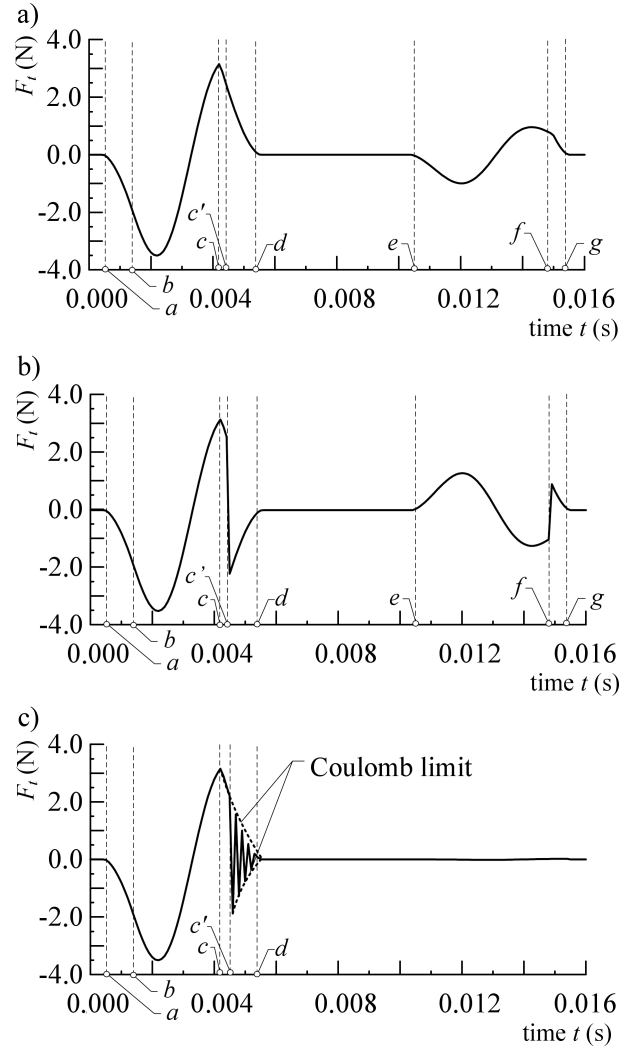 a)
F_t (N)
4.0
2.0
0.0
-2.0
-4.0
c′
c
d
e
f
g
b
a
0.000 0.004 0.008 0.012 0.016
time t (s)
b)
F_t (N)
4.0
2.0
0.0
-2.0
-4.0
c’
c
d
e
f
g
b
a
0.000 0.004 0.008 0.012 0.016
time t (s)
c)
F_t (N)
4.0
2.0
0.0
-2.0
-4.0
Coulomb limit
c′
c
d
b
a
0.000 0.004 0.008 0.012 0.016
time t (s)